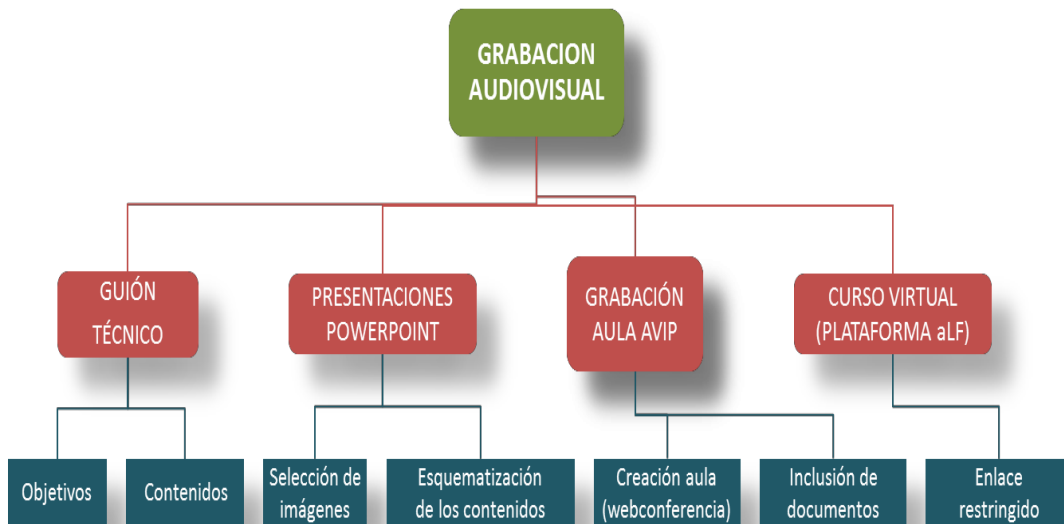 GRABACION
AUDIOVISUAL
GUIÓN
TÉCNICO
PRESENTACIONES
POWERPOINT
GRABACIÓN
AULA AVIP
CURSO VIRTUAL
(PLATAFORMA aLF)
Objetivos
Contenidos
Selección de
imágenes
Esquematización
de los contenidos
Creación aula
(webconferencia)
Inclusión de
documentos
Enlace
restringido